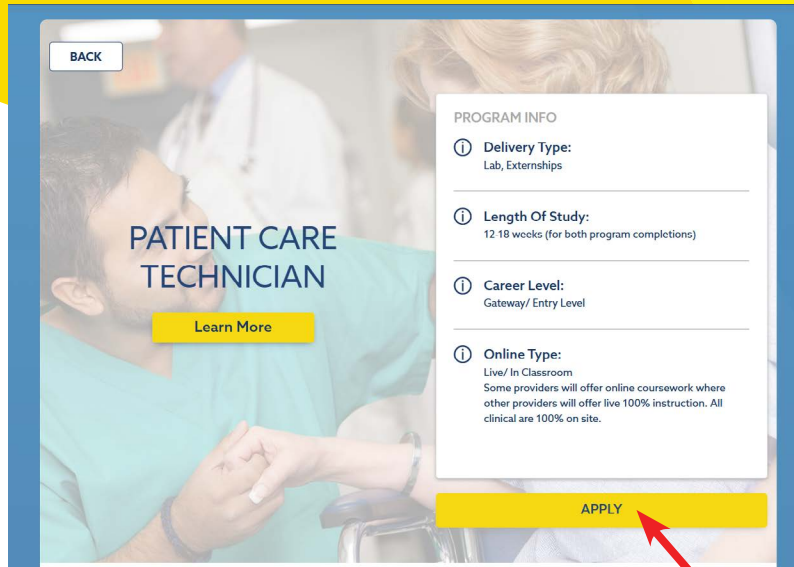 BACK
PATIENT CARE
TECHNICIAN
Learn More
PROGRAM INFO
Delivery Type:
Lab, Externships
Length Of Study:
12-18 weeks (for both program completions)
Career Level:
Gateway/ Entry Level
Online Type:
Live/ In Classroom
Some providers will offer online coursework where
other providers will offer live 100% instruction. All
clinical are 100% on site.
APPLY